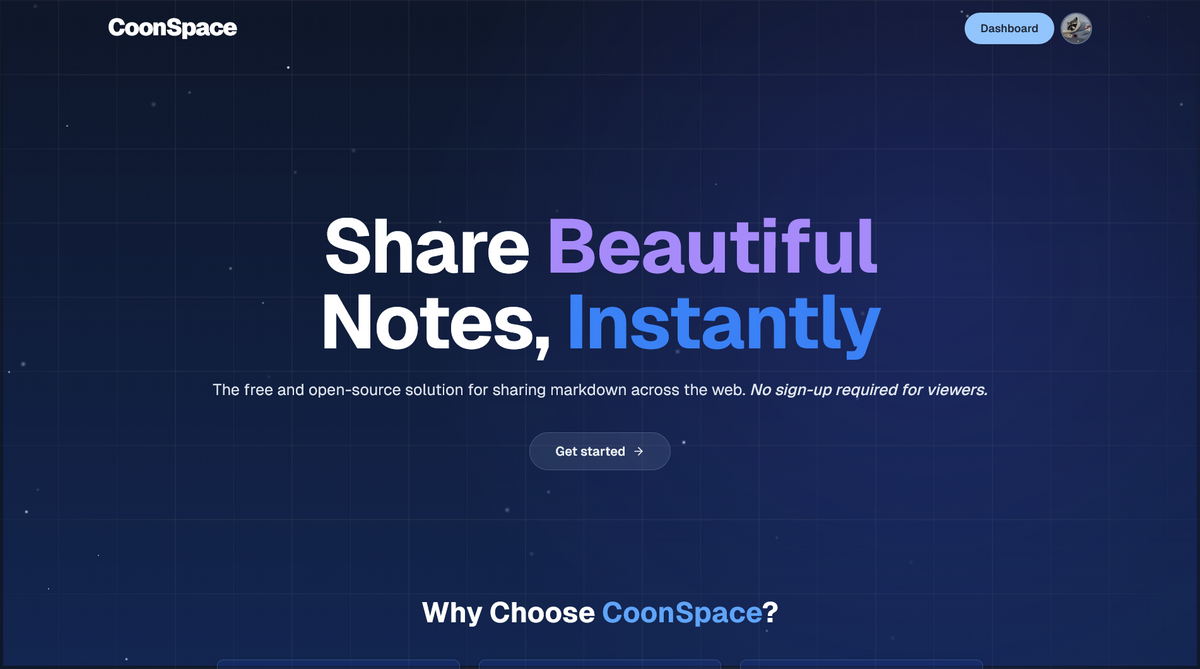 CoonSpace
Dashboard
Share Beautiful
Notes, Instantly
The free and open-source solution for sharing markdown across the web. No sign-up required for viewers.
Get started →
Why Choose CoonSpace?